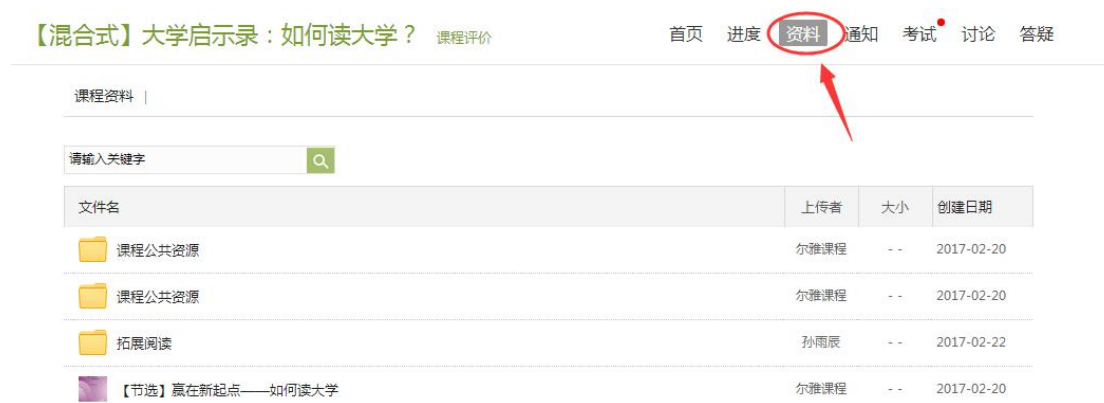 【混合式】大学启示录：如何读大学？ 课程评价 首页 进度 资料 通知 考试 讨论 答疑
课程资料 |
请输入关键字
文件名 上传者 大小 创建日期
课程公共资源 尔雅课程 - - 2017-02-20
课程公共资源 尔雅课程 - - 2017-02-20
拓展阅读 孙雨辰 - - 2017-02-22
【节选】赢在新起点——如何读大学 尔雅课程 - - 2017-02-20